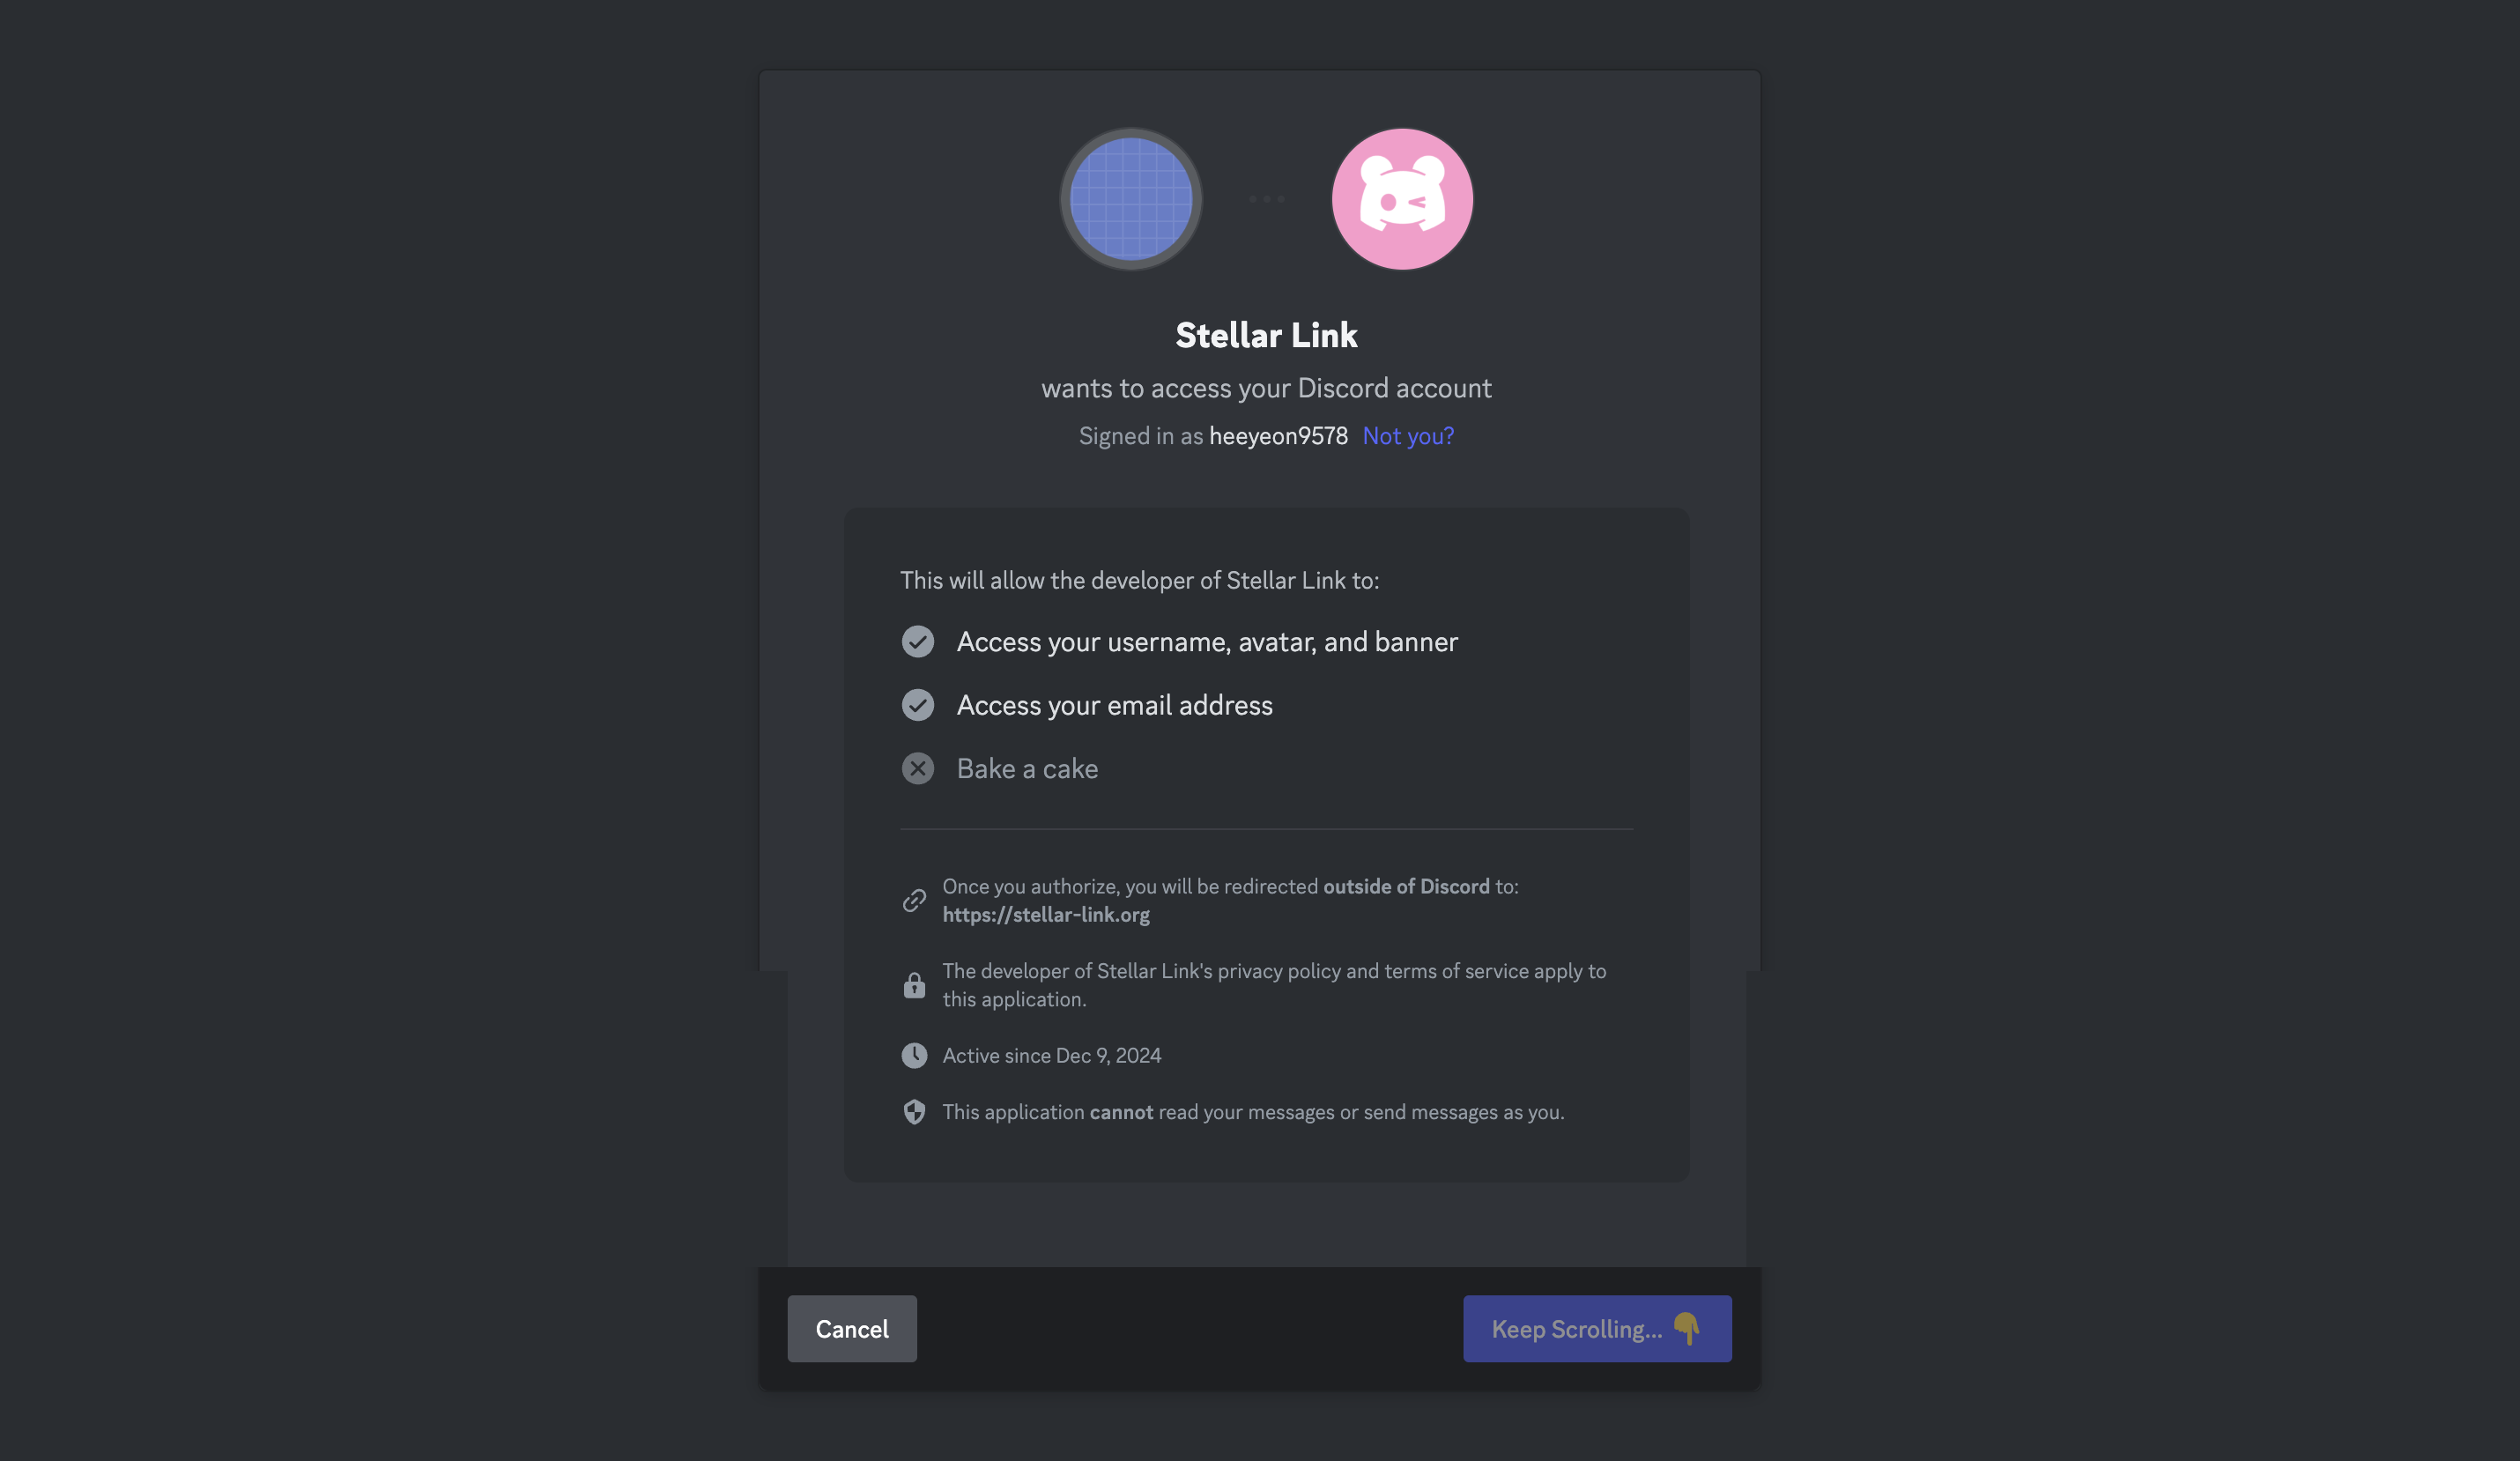 Stellar Link
wants to access your Discord account
Signed in as heeyeon9578 Not you?
This will allow the developer of Stellar Link to:
Access your username, avatar, and banner
Access your email address
Bake a cake
Once you authorize, you will be redirected outside of Discord to:
https://stellar-link.org
The developer of Stellar Link's privacy policy and terms of service apply to
this application.
Active since Dec 9, 2024
This application cannot read your messages or send messages as you.
Cancel
Keep Scrolling...